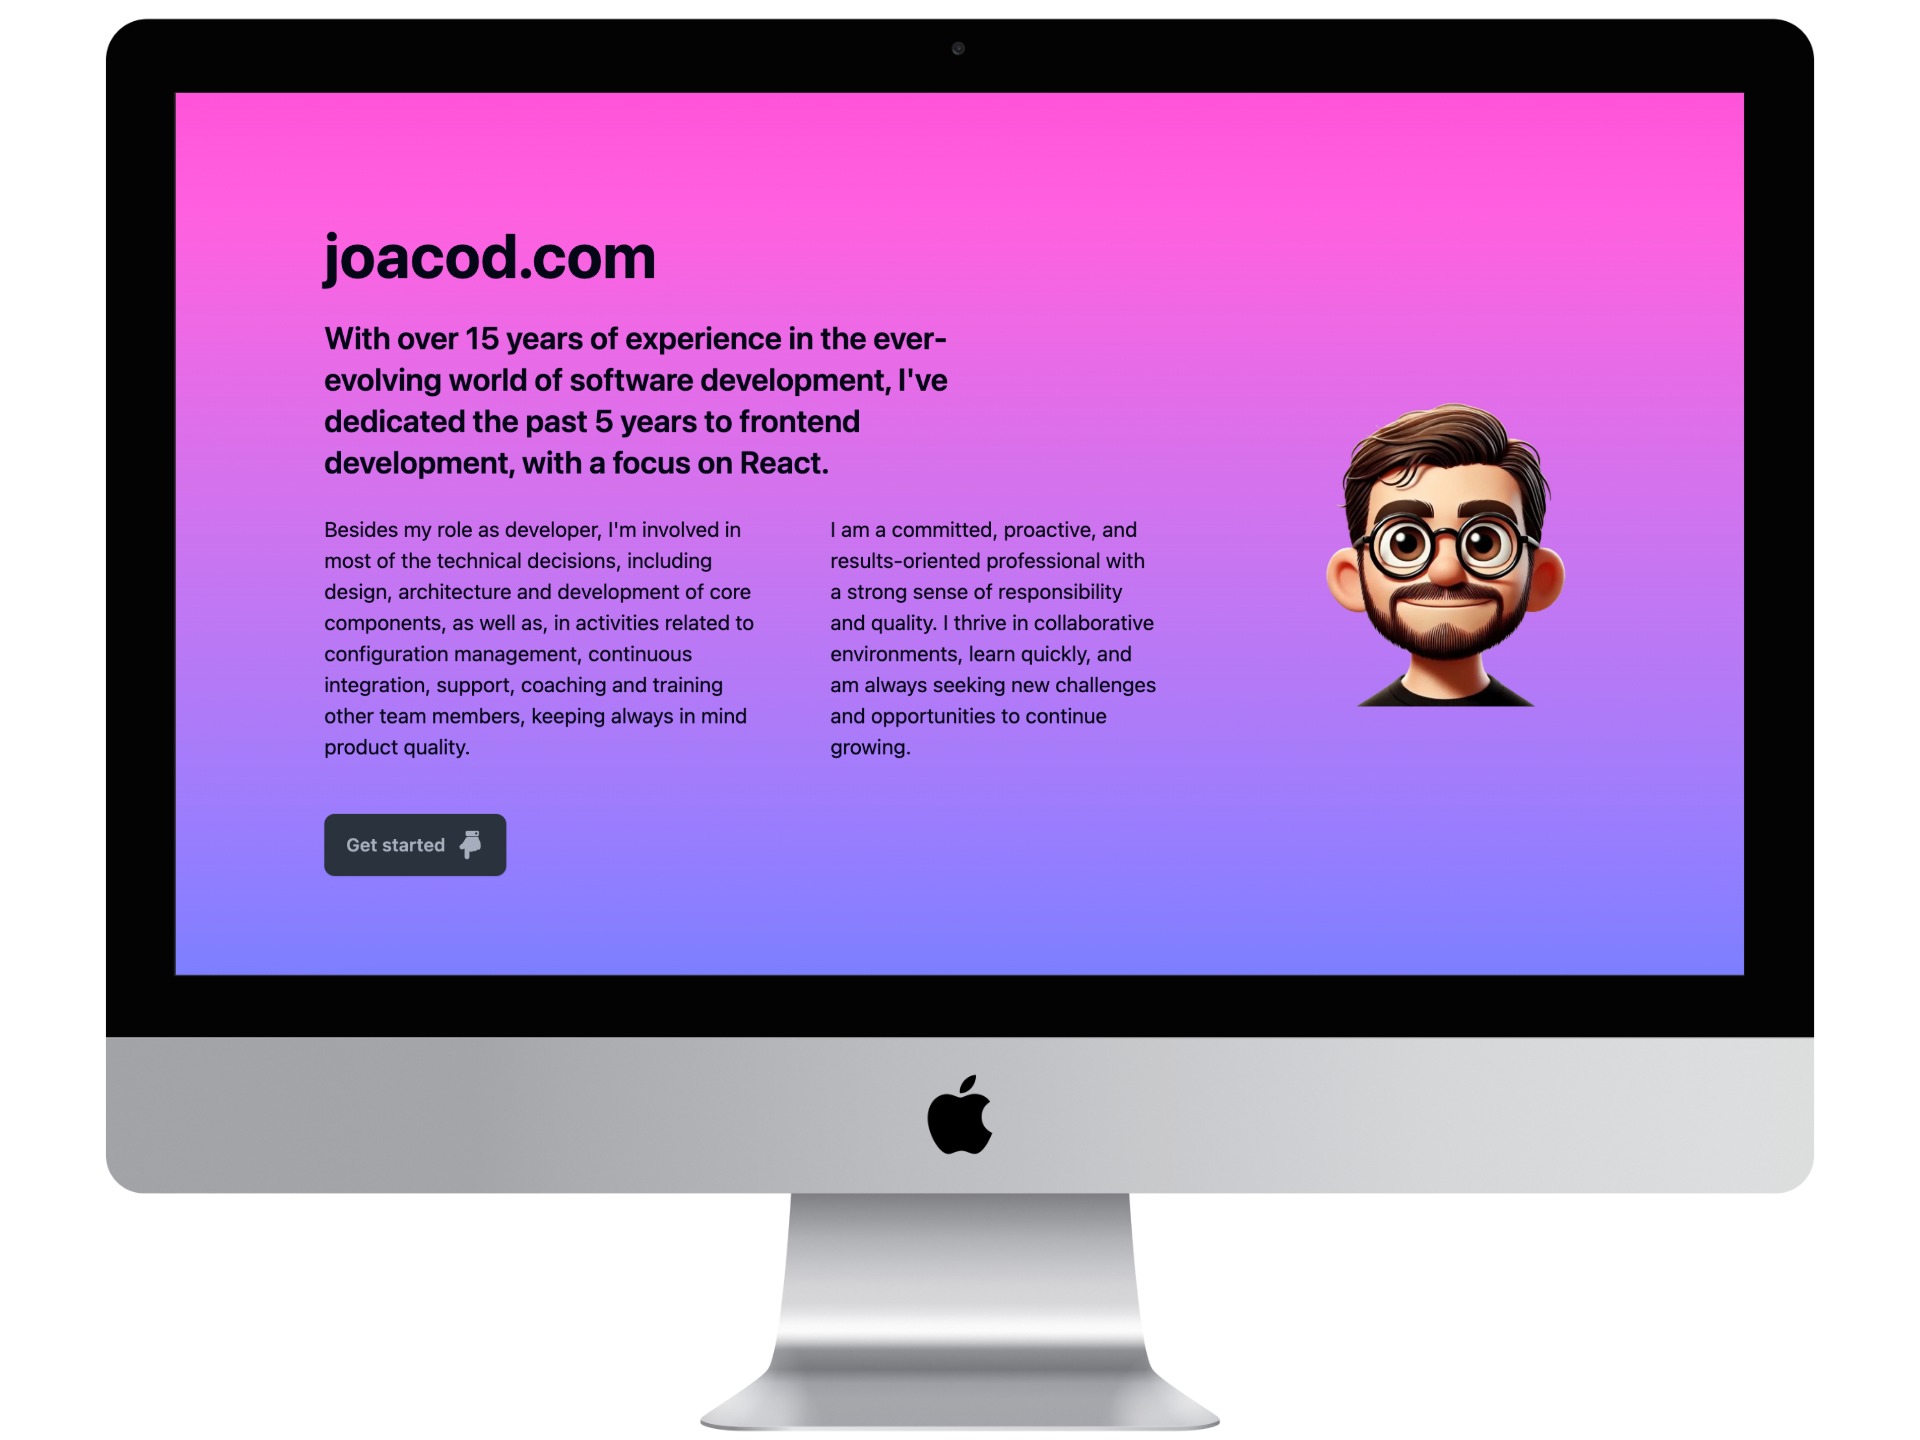 joacod.com
With over 15 years of experience in the ever-
evolving world of software development, I've
dedicated the past 5 years to frontend
development, with a focus on React.
Besides my role as developer, I'm involved in
most of the technical decisions, including
design, architecture and development of core
components, as well as, in activities related to
configuration management, continuous
integration, support, coaching and training
other team members, keeping always in mind
product quality.
I am a committed, proactive, and
results-oriented professional with
a strong sense of responsibility
and quality. I thrive in collaborative
environments, learn quickly, and
am always seeking new challenges
and opportunities to continue
growing.
Get started